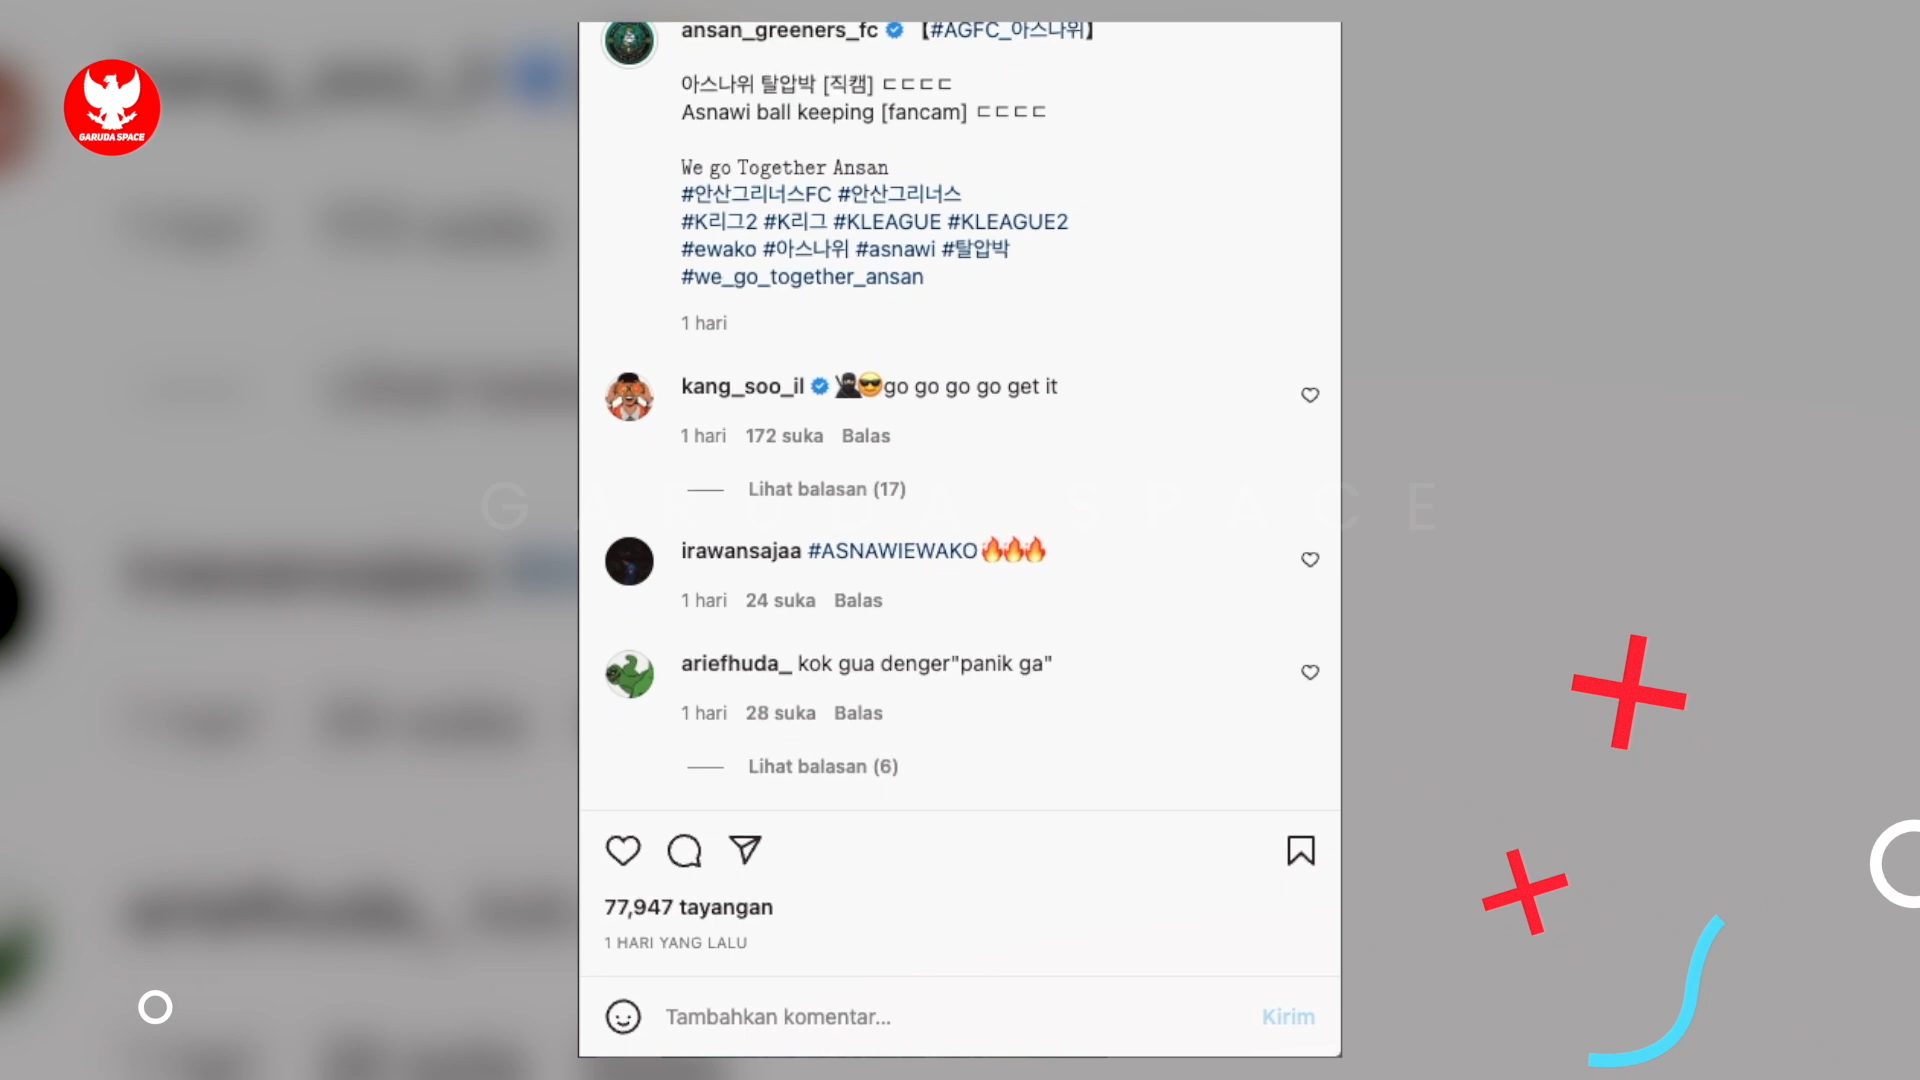 GARUDA SPACE
ansan_greeners_fc 【#AGFC_아스나위】
아스나위 탈압박 [직캠] ㄷㄷㄷㄷ
Asnawi ball keeping [fancam] ㄷㄷㄷㄷ
We go Together Ansan
#안산그리너스FC #안산그리너스
#K리그2 #K리그 #KLEAGUE #KLEAGUE2
#ewako #아스나위 #asnawi #탈압박
#we_go_together_ansan
1 hari
kang_soo_il 🥷😎go go go go get it
1 hari 172 suka Balas
Lihat balasan (17)
GARUDA SPACE
irawansajaa #ASNAWIEWAKO🔥🔥🔥
1 hari 24 suka Balas
ariefhuda_ kok gua denger"panik ga"
1 hari 28 suka Balas
Lihat balasan (6)
77,947 tayangan
1 HARI YANG LALU
Tambahkan komentar... Kirim